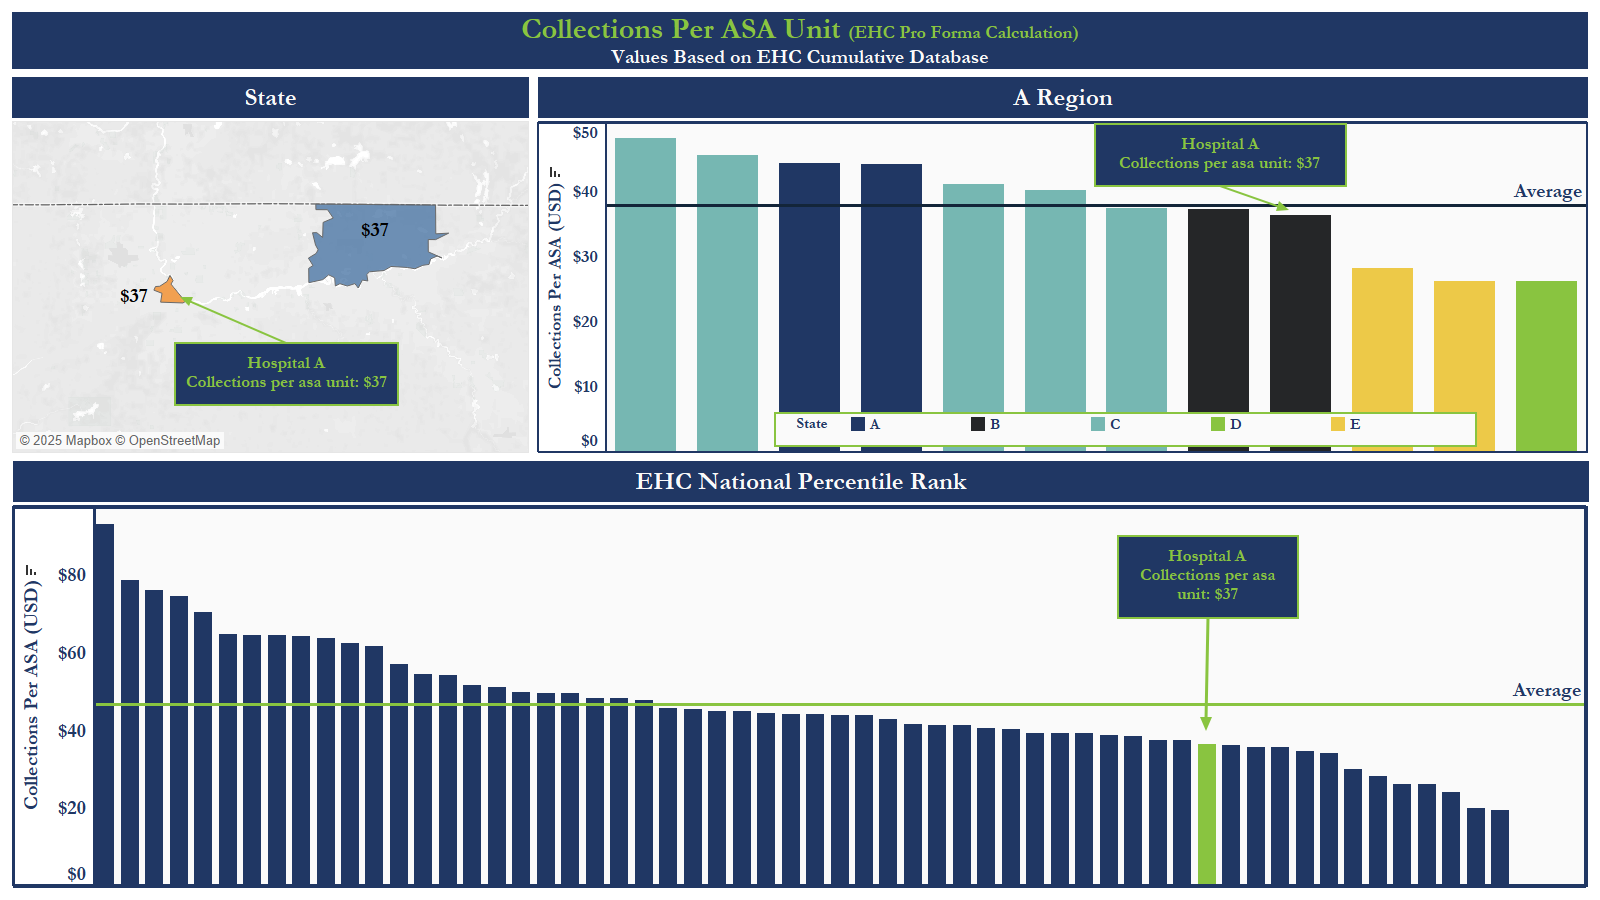 Collections Per ASA Unit (EHC Pro Forma Calculation)
Values Based on EHC Cumulative Database
State
$37
$37
Hospital A
Collections per asa unit: $37
© 2025 Mapbox © OpenStreetMap
A Region
Collections Per ASA (USD)
$50
$40
$30
$20
$10
$0
Hospital A
Collections per asa unit: $37
Average
State A B C D E
EHC National Percentile Rank
Collections Per ASA (USD)
$80
$60
$40
$20
$0
Hospital A
Collections per asa
unit: $37
Average